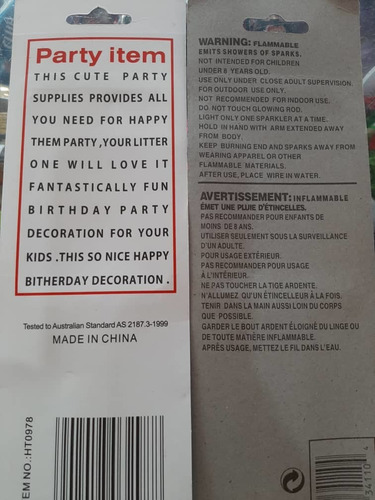 Party item
THIS CUTE PARTY
SUPPLIES PROVIDES ALL
YOU NEED FOR HAPPY
THEM PARTY ,YOUR LITTER
ONE WILL LOVE IT
FANTASTICALLY FUN
BIRTHDAY PARTY
DECORATION FOR YOUR
KIDS .THIS SO NICE HAPPY
BITHERDAY DECORATION .
Tested to Australian Standard AS 2187.3-1999
MADE IN CHINA
EM NO.:HT0978
WARNING: FLAMMABLE
EMITS SHOWERS OF SPARKS.
NOT INTENDED FOR CHILDREN
UNDER 8 YEARS OLD.
USE ONLY UNDER CLOSE ADULT SUPERVISION.
FOR OUTDOOR USE ONLY.
NOT RECOMMENDED FOR INDOOR USE.
DO NOT TOUCH GLOWING ROD.
LIGHT ONLY ONE SPARKLER AT A TIME.
HOLD IN HAND WITH ARM EXTENDED AWAY
FROM BODY.
KEEP BURNING END AND SPARKS AWAY FROM
WEARING APPAREL OR OTHER
FLAMMABLE MATERIALS.
AFTER USE, PLACE WIRE IN WATER.
AVERTISSEMENT: INFLAMMABLE
ÉMET UNE PLUIE D'ÉTINCELLES.
PAS RECOMMANDER POUR ENFANTS DE
MOINS DE 8 ANS.
UTILISER SEULEMENT SOUS LA SURVEILLANCE
D'UN ADULTE.
POUR USAGE EXTÉRIEUR.
PAS RECOMMANDER POUR USAGE
À L'INTÉRIEUR.
NE PAS TOUCHER LA TIGE ARDENTE.
N'ALLUMEZ QU'UN ÉTINCELLEUR À LA FOIS.
TENIR DANS LA MAIN AUSSI LOIN DU CORPS
QUE POSSIBLE.
GARDER LE BOUT ARDENT ÉLOIGNÉ DU LINGE OU
DE TOUTE MATIÈRE INFLAMMABLE.
APRÈS USAGE, METTEZ LE FIL DANS L'EAU.
54110 4